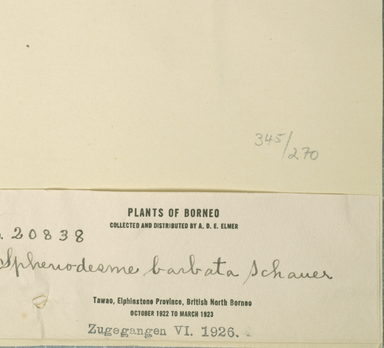 345/270
PLANTS OF BORNEO
COLLECTED AND DISTRIBUTED BY A. D. E. ELMER
20838
Sphenodesme barbata Schauer
Tawao, Elphinstone Province, British North Borneo
OCTOBER 1922 TO MARCH 1923
Zugegangen VI. 1926.